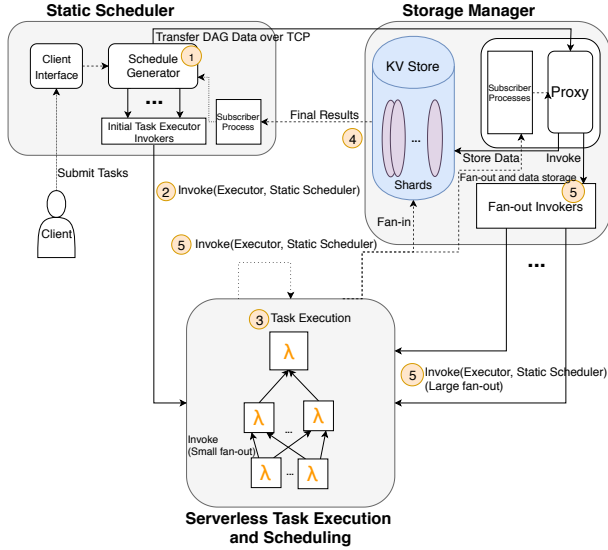 Static Scheduler
Storage Manager
Transfer DAG Data over TCP
Client
Interface
Schedule
Generator
1
...
Initial Task Executor
Invokers
Subscriber
Process
Final Results
4
KV Store
...
Shards
Subscriber
Processes
Proxy
Store Data
Invoke
Fan-out and data storage
5
Fan-out Invokers
...
Submit Tasks
Client
2 Invoke(Executor, Static Scheduler)
Fan-in
5 Invoke(Executor, Static Scheduler)
3 Task Execution
λ
λ
...
λ
Invoke
(Small fan-out)
λ
...
λ
5 Invoke(Executor, Static Scheduler)
(Large fan-out)
Serverless Task Execution
and Scheduling